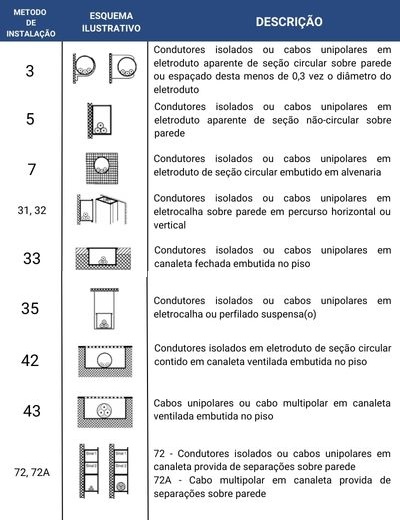 METODO
DE
INSTALAÇÃO
ESQUEMA
ILUSTRATIVO
DESCRIÇÃO
3
Condutores isolados ou cabos unipolares em
eletroduto aparente de seção circular sobre parede
ou espaçado desta menos de 0,3 vez o diâmetro do
eletroduto
5
Condutores isolados ou cabos unipolares em
eletroduto aparente de seção não-circular sobre
parede
7
Condutores isolados ou cabos unipolares em
eletroduto de seção circular embutido em alvenaria
31, 32
Condutores isolados ou cabos unipolares em
eletrocalha sobre parede em percurso horizontal ou
vertical
33
Condutores isolados ou cabos unipolares em
canaleta fechada embutida no piso
35
Condutores isolados ou cabos unipolares em
eletrocalha ou perfilado suspensa(o)
42
Condutores isolados em eletroduto de seção circular
contido em canaleta ventilada embutida no piso
43
Cabos unipolares ou cabo multipolar em canaleta
ventilada embutida no piso
72, 72A
72 - Condutores isolados ou cabos unipolares em
canaleta provida de separações sobre parede
72A - Cabo multipolar em canaleta provida de
separações sobre parede